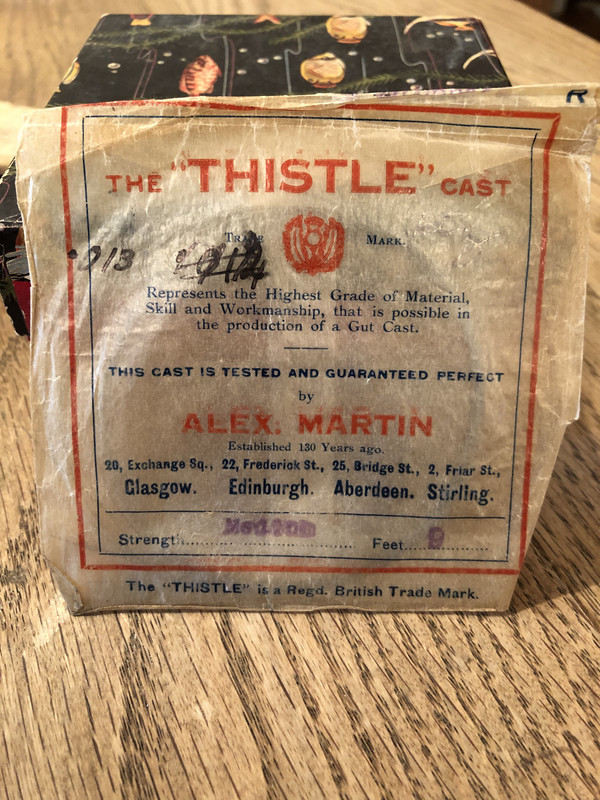 R
THE "THISTLE" CAST
TRADE MARK.
.013
Represents the Highest Grade of Material,
Skill and Workmanship, that is possible in
the production of a Gut Cast.
THIS CAST IS TESTED AND GUARANTEED PERFECT
by
ALEX. MARTIN
Established 130 Years ago.
20, Exchange Sq., 22, Frederick St., 25, Bridge St., 2, Friar St.,
Glasgow. Edinburgh. Aberdeen. Stirling.
Strength.......... Medium .......... Feet.....9..........
The "THISTLE" is a Regd. British Trade Mark.